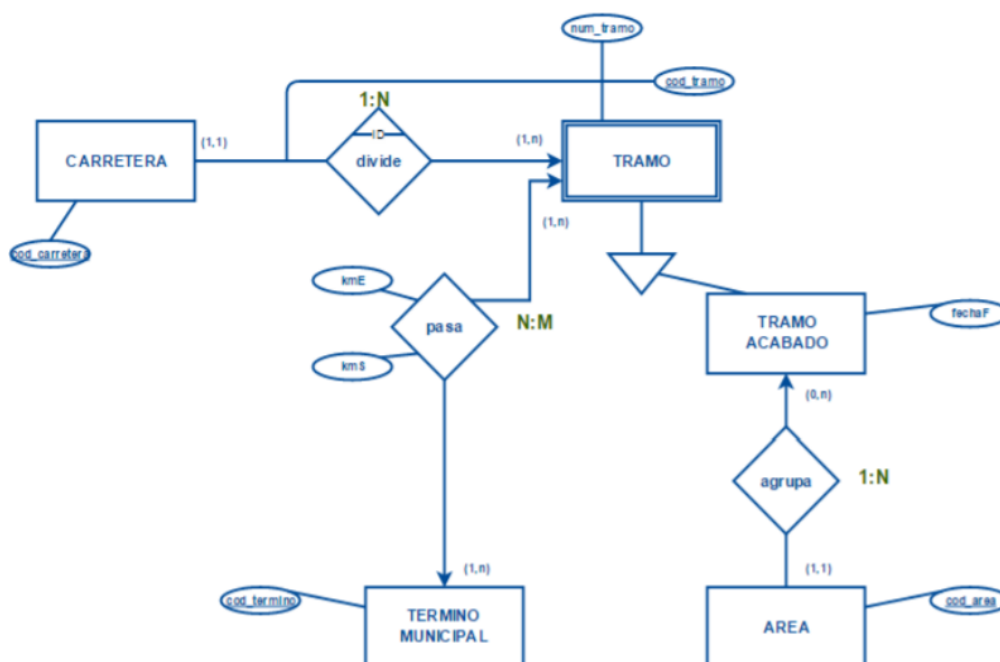 num_tramo
cod_tramo
1:N
CARRETERA
(1,1)
ID
divide
(1,n)
TRAMO
(1,n)
cod_carretera
kmE
pasa
N:M
kmS
TRAMO
ACABADO
fechaF
(0,n)
agrupa
1:N
(1,n)
(1,1)
cod_termino
TERMINO
MUNICIPAL
AREA
cod_area